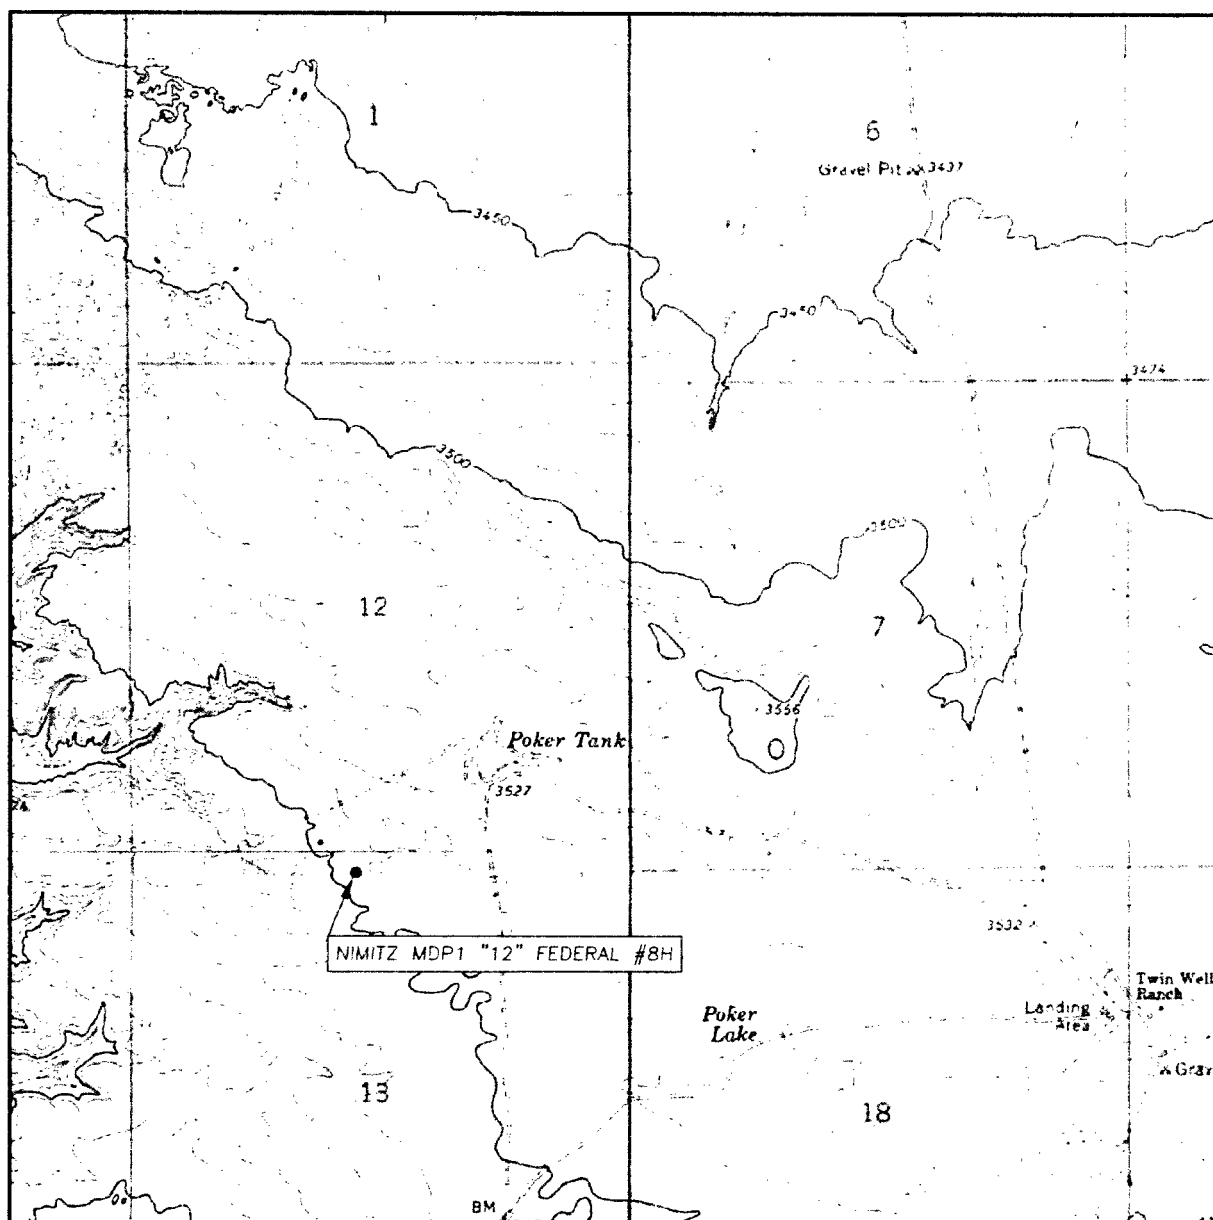 1
6
Gravel Pit
3437
3450
3450
3474
3500
3500
12
7
3556
Poker Tank
3527
3532
NIMITZ MDP1 "12" FEDERAL #8H
Twin Well
Ranch
Landing
Area
Poker
Lake
Grav
13
18
BM